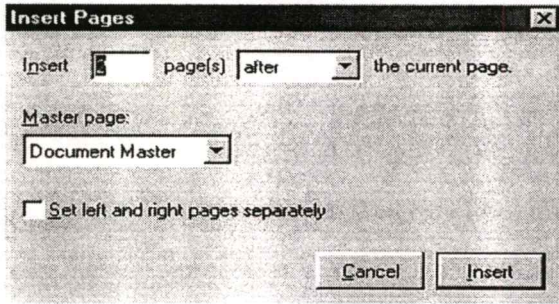 Insert Pages
Insert 2 page(s) after the current page.
Master page:
Document Master
Set left and right pages separately
Cancel Insert